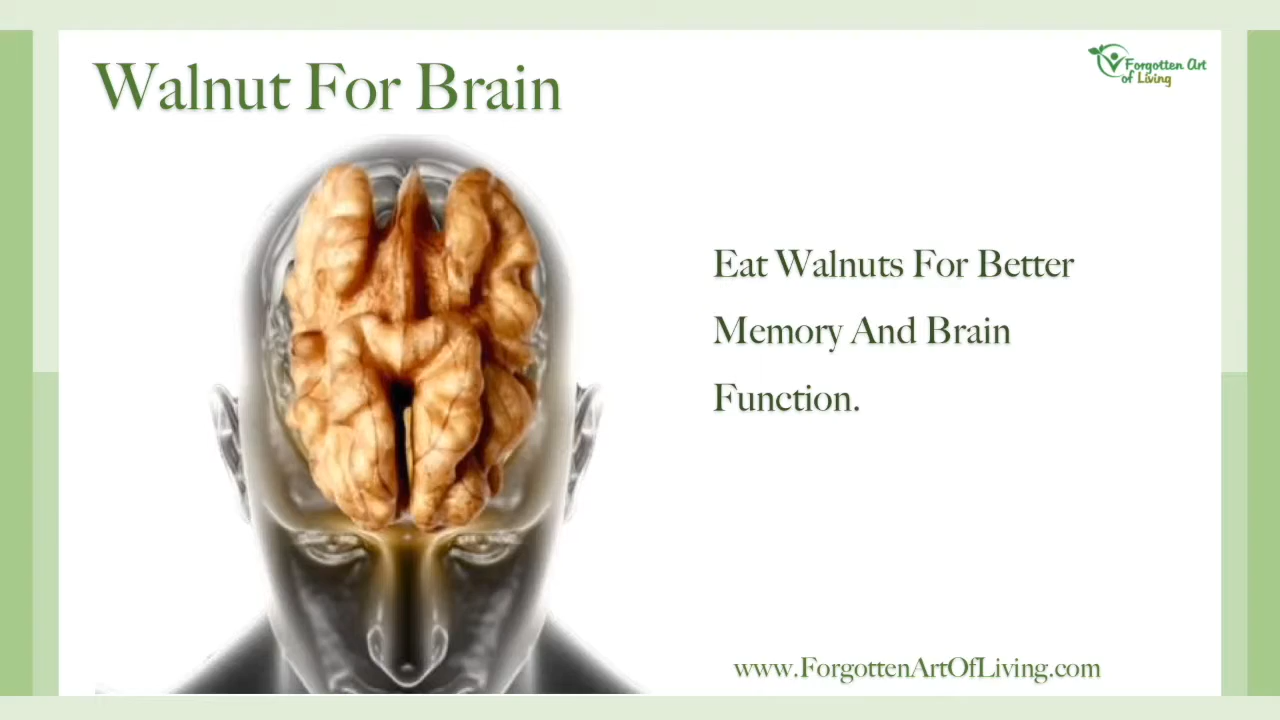 Walnut For Brain
Forgotten Art
of Living
Eat Walnuts For Better
Memory And Brain
Function.
www.ForgottenArtOfLiving.com